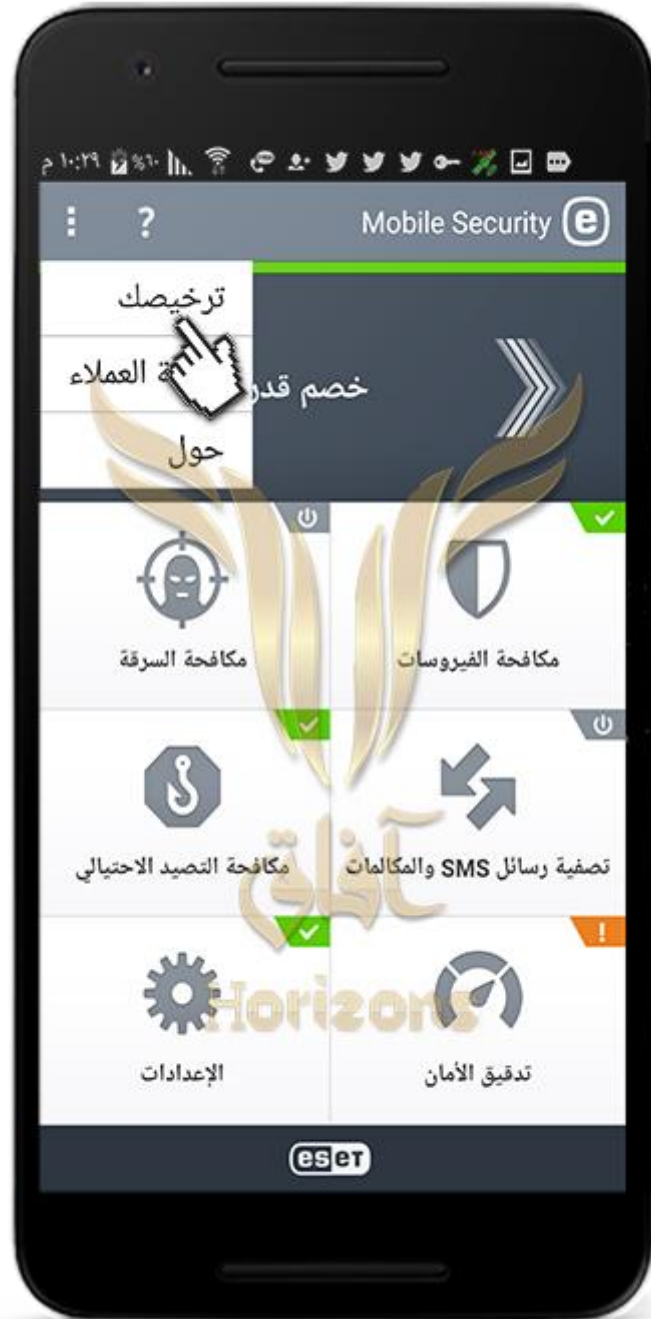 ١٠:٢٩ م %٦٠
Mobile Security e
ترخيصك
العملاء
خصم
حول
مكافحة الفيروسات
مكافحة السرقة
تصفية رسائل SMS والمكالمات
مكافحة التصيد الاحتيالي
آفاق
Horizons
تدقيق الأمان
الإعدادات
eseT